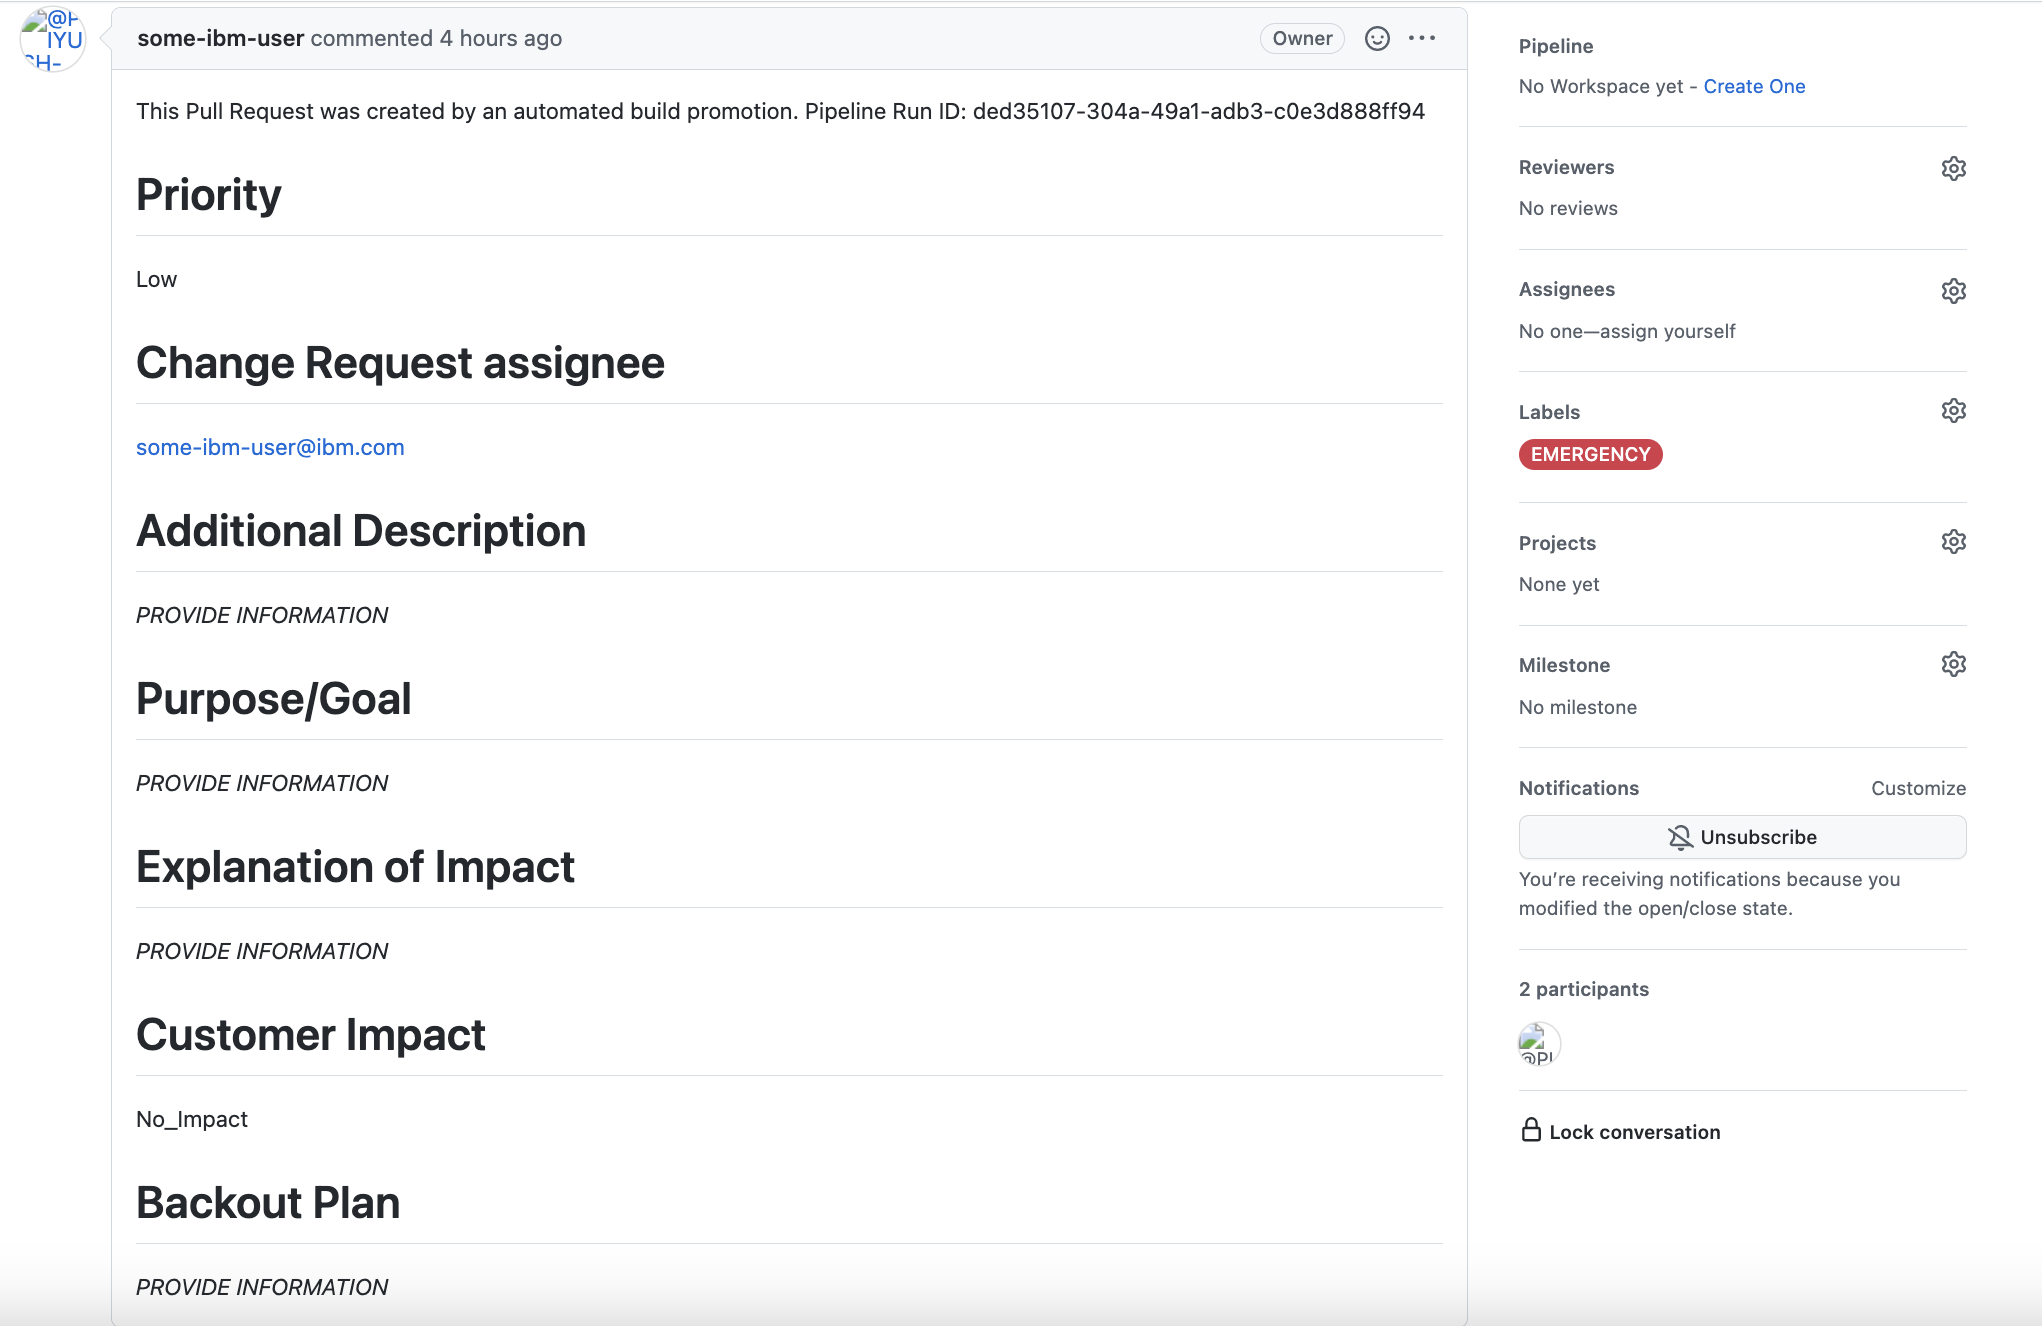 @P
IYU
SH-
some-ibm-user commented 4 hours ago
Owner
This Pull Request was created by an automated build promotion. Pipeline Run ID: ded35107-304a-49a1-adb3-c0e3d888ff94
Priority
Low
Change Request assignee
some-ibm-user@ibm.com
Additional Description
PROVIDE INFORMATION
Purpose/Goal
PROVIDE INFORMATION
Explanation of Impact
PROVIDE INFORMATION
Customer Impact
No_Impact
Backout Plan
PROVIDE INFORMATION
Pipeline
No Workspace yet - Create One
Reviewers
No reviews
Assignees
No one—assign yourself
Labels
EMERGENCY
Projects
None yet
Milestone
No milestone
Notifications
Customize
Unsubscribe
You’re receiving notifications because you
modified the open/close state.
2 participants
@PI
Lock conversation